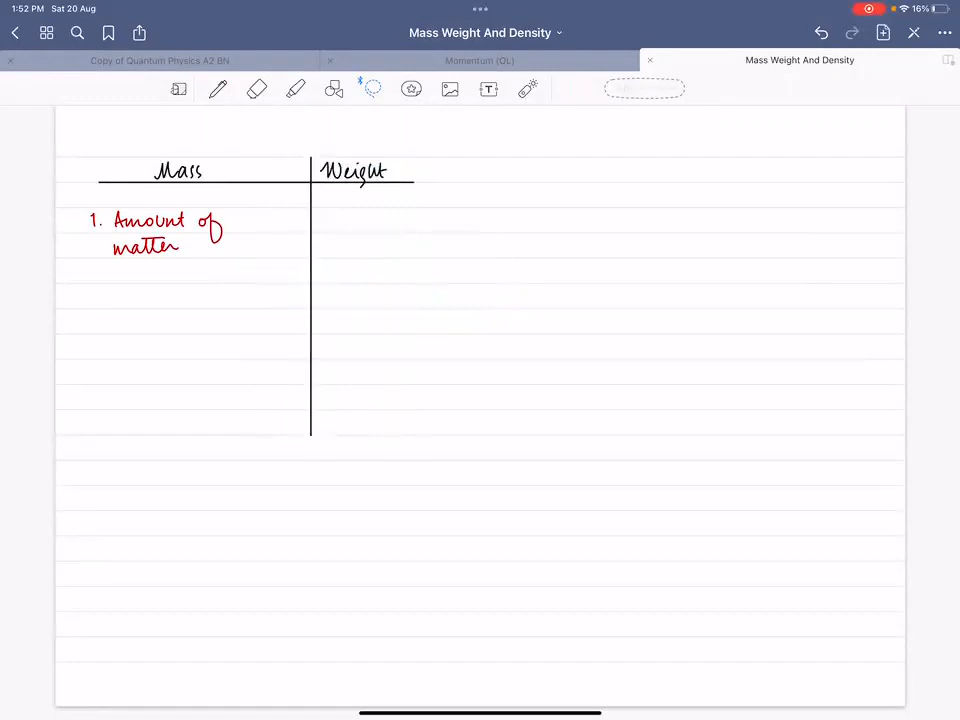 1:52 PM Sat 20 Aug
16%
Mass Weight And Density
Copy of Quantum Physics A2 BN
Momentum (OL)
Mass Weight And Density
Mass Weight
1. Amount of
matter